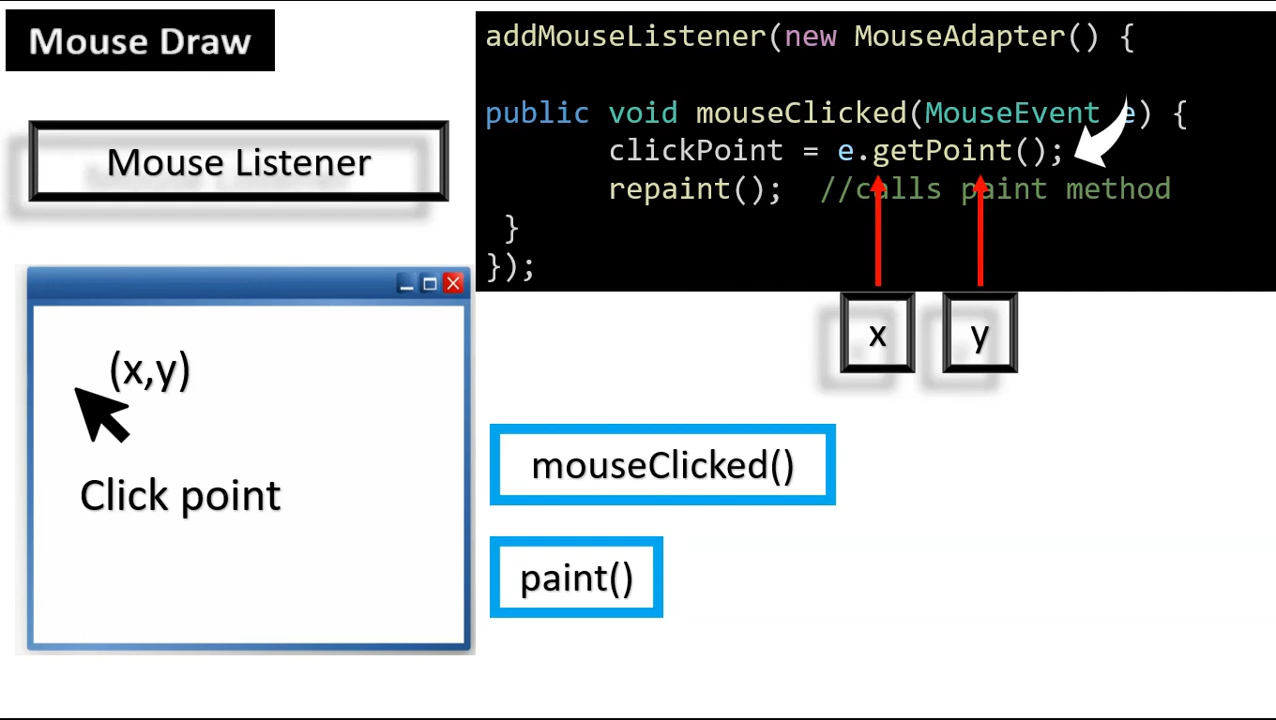 Mouse Draw
Mouse Listener
(x,y)
Click point
addMouseListener(new MouseAdapter() {
public void mouseClicked(MouseEvent e) {
clickPoint = e.getPoint();
repaint();  //calls paint method
}
});
x
y
mouseClicked()
paint()